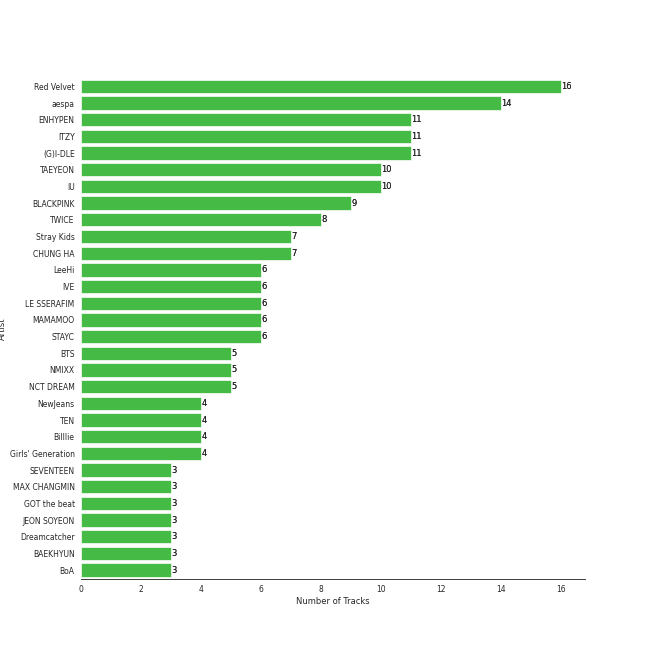 Red Velvet 16
aespa 14
ENHYPEN 11
ITZY 11
(G)I-DLE 11
TAEYEON 10
IU 10
BLACKPINK 9
TWICE 8
Stray Kids 7
CHUNG HA 7
LeeHi 6
IVE 6
LE SSERAFIM 6
MAMAMOO 6
STAYC 6
BTS 5
NMIXX 5
NCT DREAM 5
NewJeans 4
TEN 4
Billlie 4
Girls' Generation 4
SEVENTEEN 3
MAX CHANGMIN 3
GOT the beat 3
JEON SOYEON 3
Dreamcatcher 3
BAEKHYUN 3
BoA 3
0 2 4 6 8 10 12 14 16
Number of Tracks
Artist